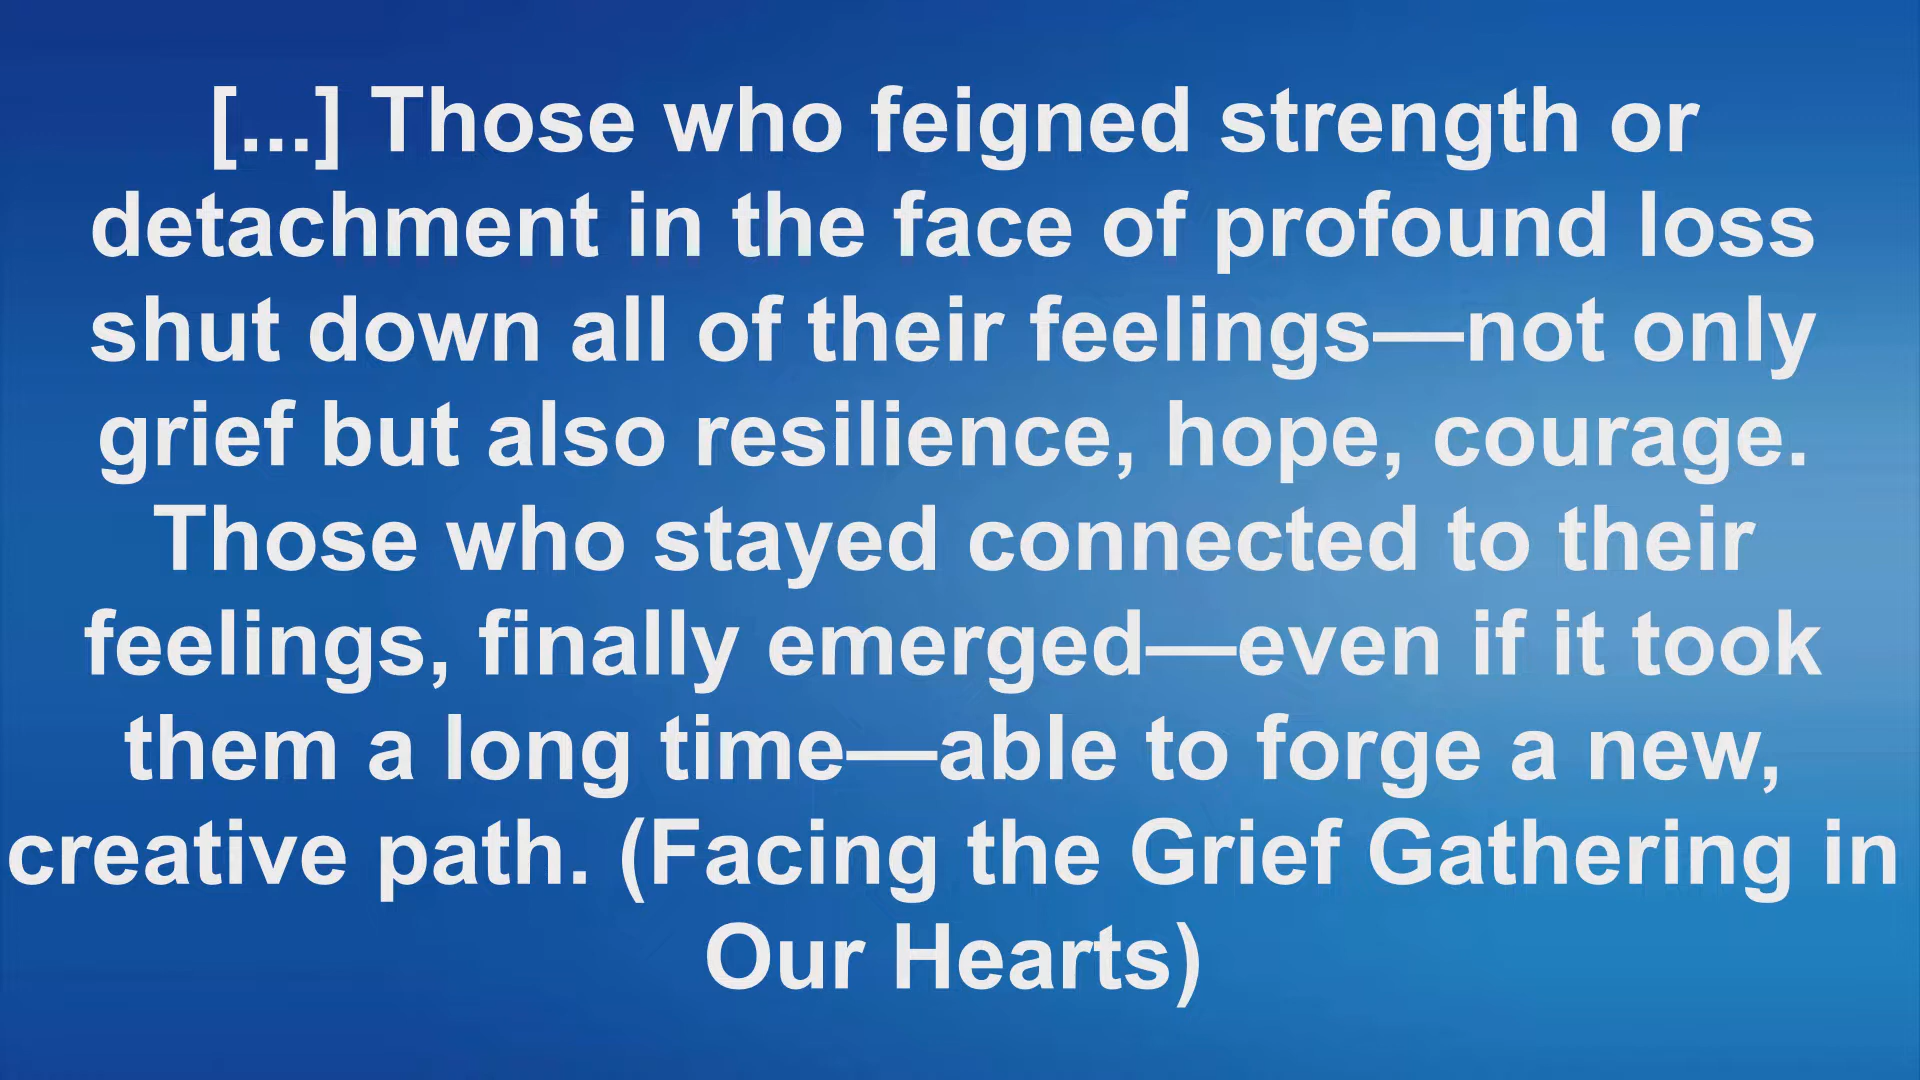 [...] Those who feigned strength or
detachment in the face of profound loss
shut down all of their feelings—not only
grief but also resilience, hope, courage.
Those who stayed connected to their
feelings, finally emerged—even if it took
them a long time—able to forge a new,
creative path. (Facing the Grief Gathering in
Our Hearts)